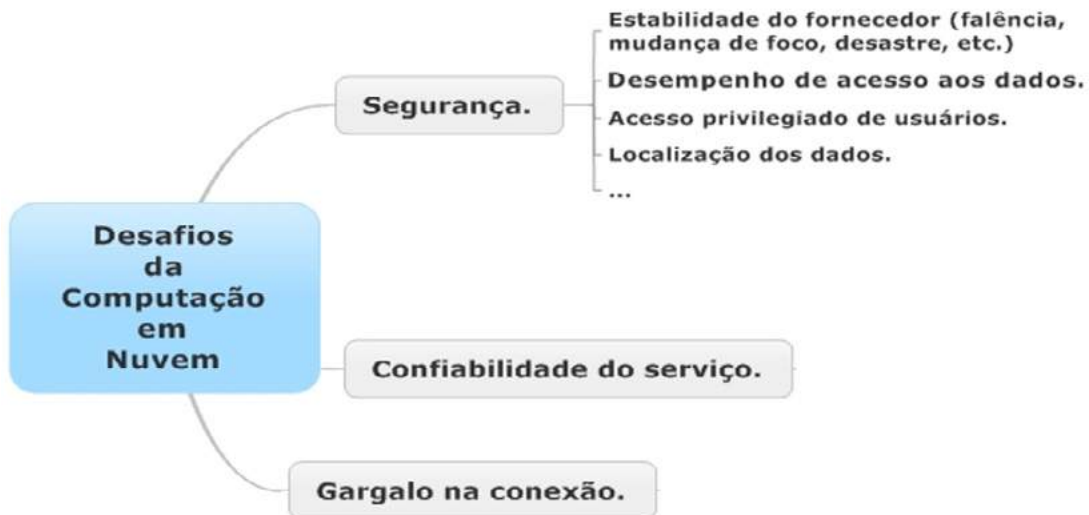 Estabilidade do fornecedor (falência,
mudança de foco, desastre, etc.)
Segurança.
Desempenho de acesso aos dados.
Acesso privilegiado de usuários.
Localização dos dados.
...
Desafios
da
Computação
em
Nuvem
Confiabilidade do serviço.
Gargalo na conexão.